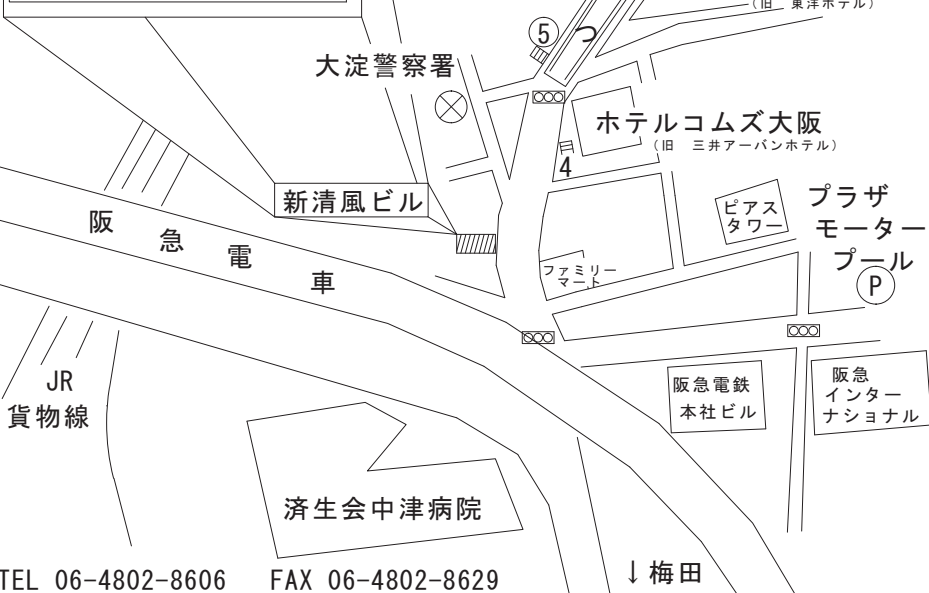 (旧 東洋ホテル)
5
つ
大淀警察署
ホテルコムズ大阪
(旧 三井アーバンホテル)
4
新清風ビル
ピアス
タワー
プラザ
モーター
プール
P
阪急電車
ファミリー
マート
JR
貨物線
阪急電鉄
本社ビル
阪急
インター
ナショナル
済生会中津病院
↓梅田
TEL 06-4802-8606 FAX 06-4802-8629